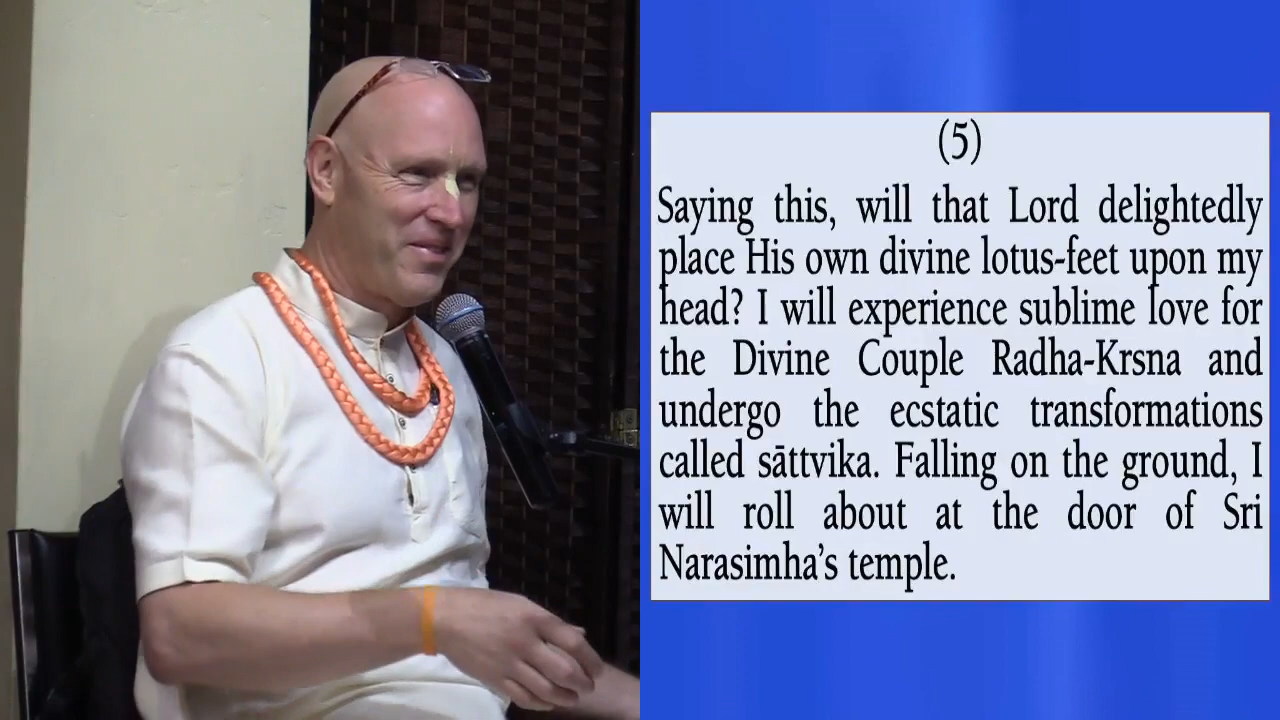 (5)
Saying this, will that Lord delightedly
place His own divine lotus-feet upon my
head? I will experience sublime love for
the Divine Couple Radha-Krsna and
undergo the ecstatic transformations
called sāttvika. Falling on the ground, I
will roll about at the door of Sri
Narasimha’s temple.